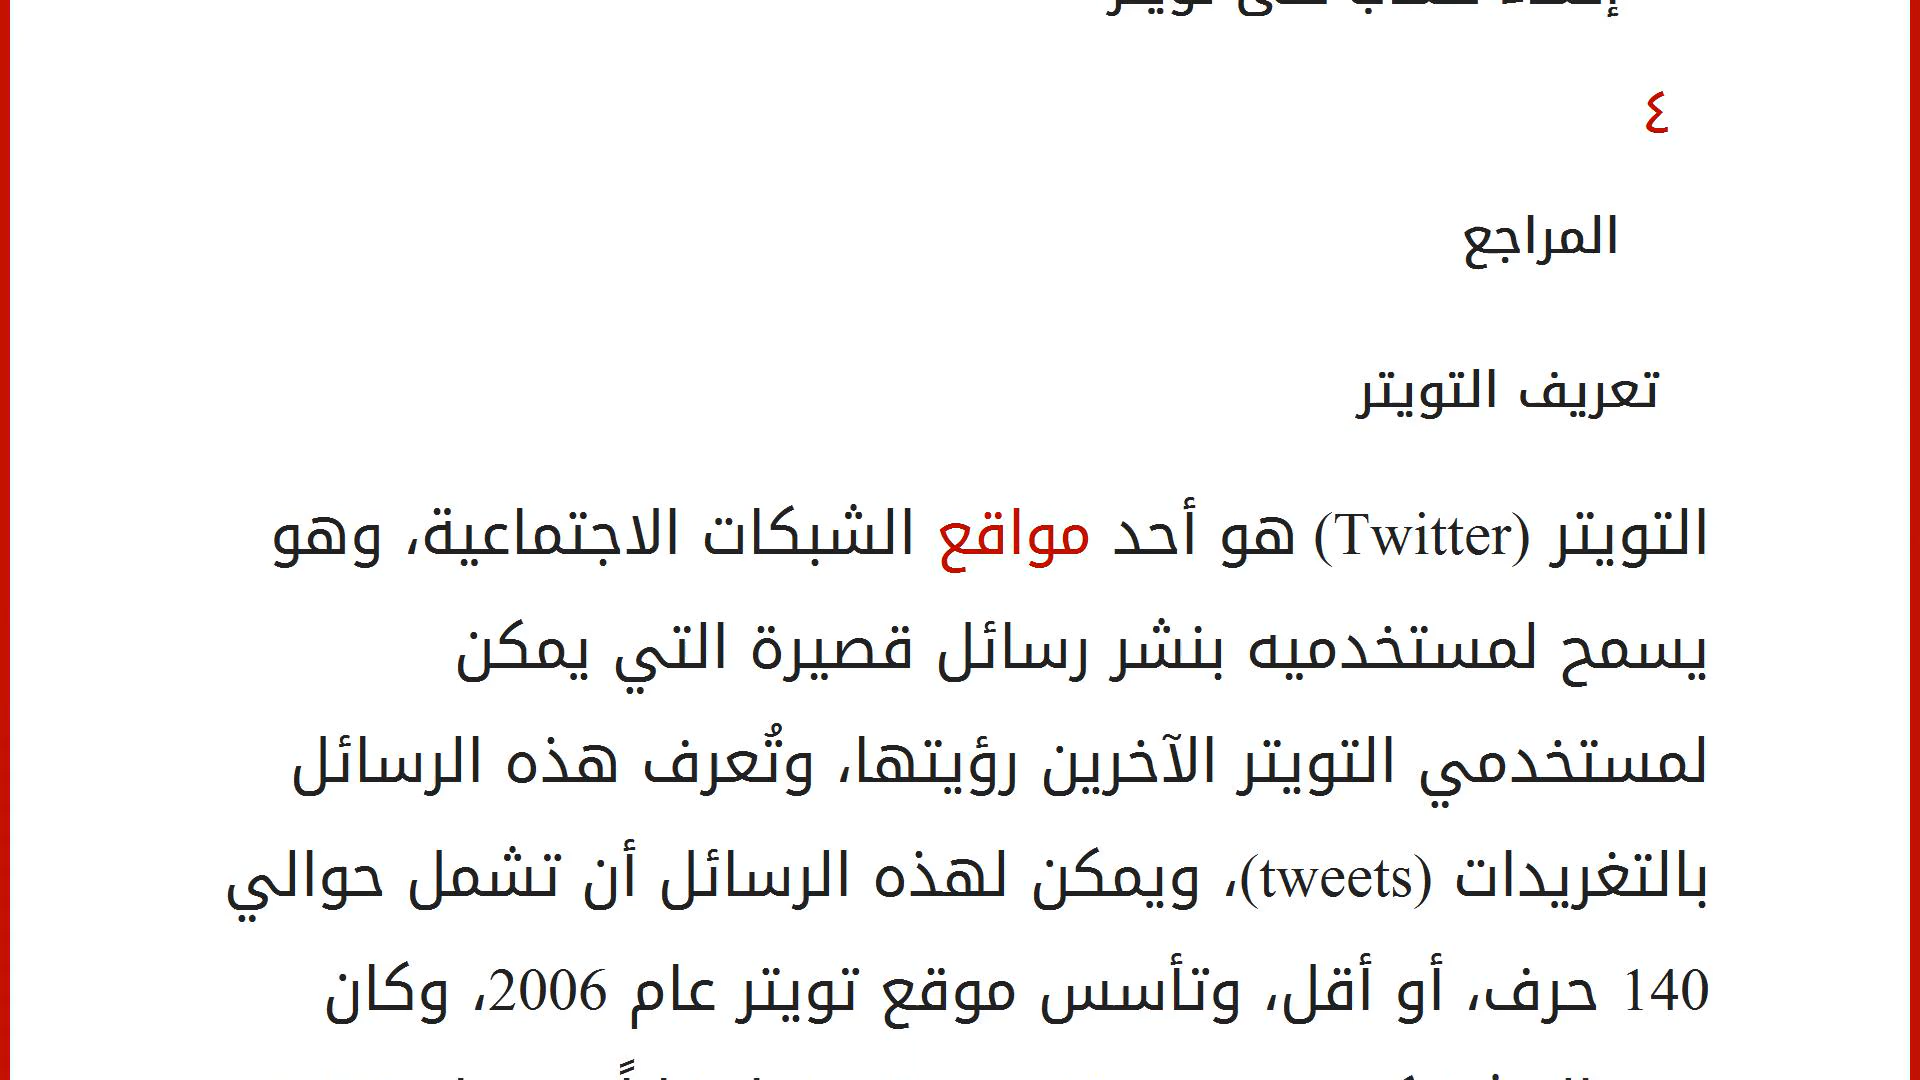 ٤
المراجع
تعريف التويتر
التويتر (Twitter) هو أحد مواقع الشبكات الاجتماعية، وهو
يسمح لمستخدميه بنشر رسائل قصيرة التي يمكن
لمستخدمي التويتر الآخرين رؤيتها، وتُعرف هذه الرسائل
بالتغريدات (tweets)، ويمكن لهذه الرسائل أن تشمل حوالي
140 حرف، أو أقل، وتأسس موقع تويتر عام 2006، وكان